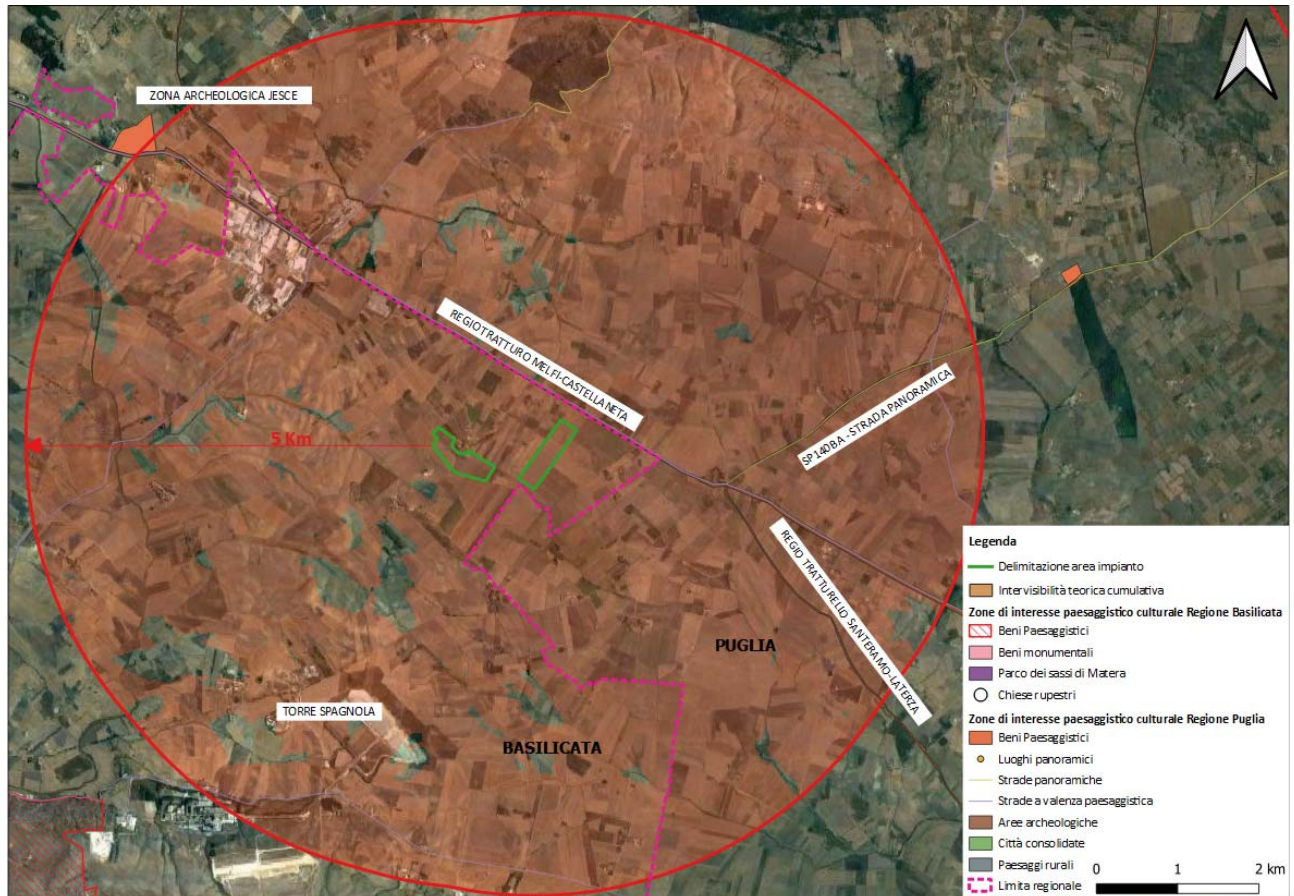 ZONA ARCHEOLOGICA JESCE
REGIO TRATTURO MELFI-CASTELLANETA
5 Km
SP140BA - STRADA PANORAMICA
REGIO TRATTURELLO SANTERAMO-LATERZA
PUGLIA
TORRE SPAGNOLA
BASILICATA
Legenda
Delimitazione area impianto
Intervisibilità teorica cumulativa
Zone di interesse paesaggistico culturale Regione Basilicata
Beni Paesaggistici
Beni monumentali
Parco dei sassi di Matera
Chiese rupestri
Zone di interesse paesaggistico culturale Regione Puglia
Beni Paesaggistici
Luoghi panoramici
Strade panoramiche
Strade a valenza paesaggistica
Aree archeologiche
Città consolidate
Paesaggi rurali
Limita regionale
0 1 2 km